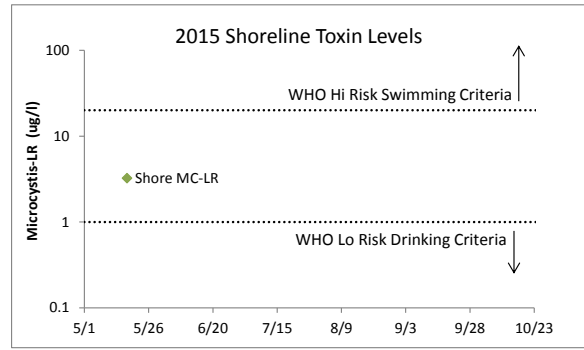 2015 Shoreline Toxin Levels
Microcystis-LR (ug/l)
100
10
1
0.1
WHO Hi Risk Swimming Criteria
Shore MC-LR
WHO Lo Risk Drinking Criteria
5/1 5/26 6/20 7/15 8/9 9/3 9/28 10/23